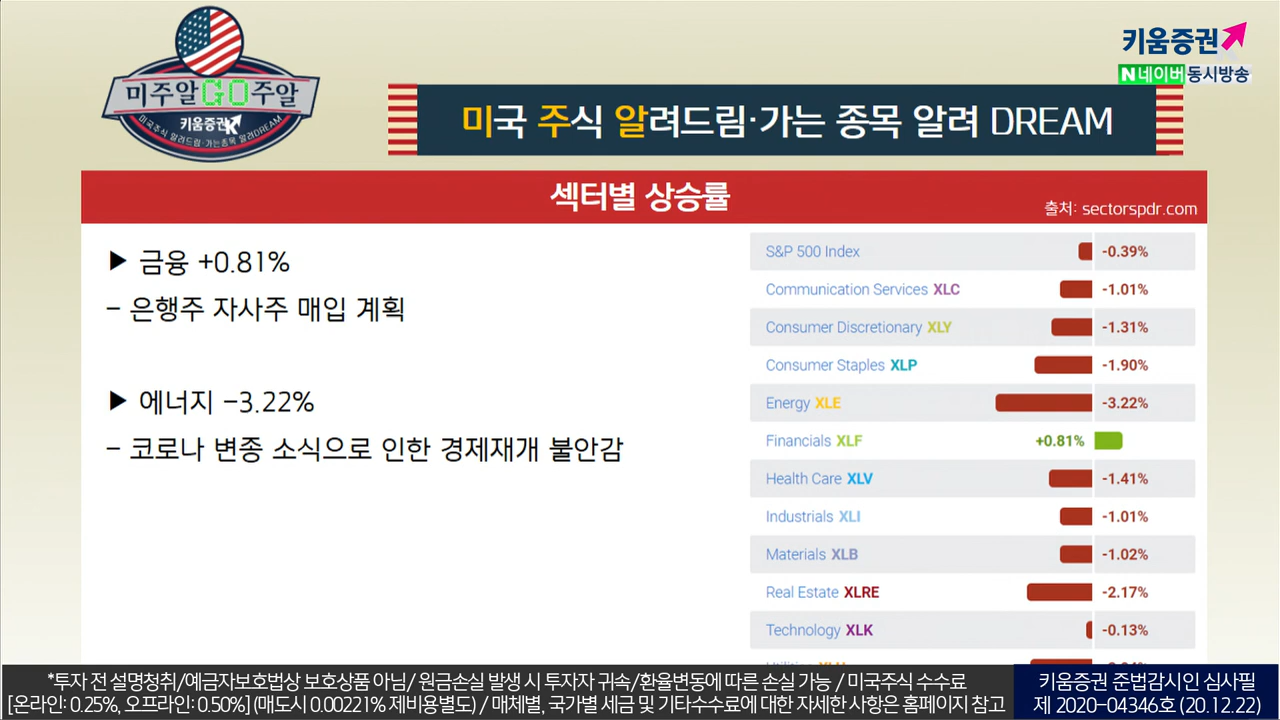 미주알GO주알
키움증권
미국주식 알려드림·가는종목 알려DREAM
키움증권
N 네이버 동시방송
미국 주식 알려드림·가는 종목 알려 DREAM
섹터별 상승률
출처: sectorspdr.com
▶ 금융 +0.81%
- 은행주 자사주 매입 계획
▶ 에너지 -3.22%
- 코로나 변종 소식으로 인한 경제재개 불안감
S&P 500 Index -0.39%
Communication Services XLC -1.01%
Consumer Discretionary XLY -1.31%
Consumer Staples XLP -1.90%
Energy XLE -3.22%
Financials XLF +0.81%
Health Care XLV -1.41%
Industrials XLI -1.01%
Materials XLB -1.02%
Real Estate XLRE -2.17%
Technology XLK -0.13%
*투자 전 설명청취/예금자보호법상 보호상품 아님/ 원금손실 발생 시 투자자 귀속/환율변동에 따른 손실 가능 / 미국주식 수수료
[온라인: 0.25%, 오프라인: 0.50%] (매도시 0.00221% 제비용별도) / 매체별, 국가별 세금 및 기타수수료에 대한 자세한 사항은 홈페이지 참고
키움증권 준법감시인 심사필
제 2020-04346호 (20.12.22)